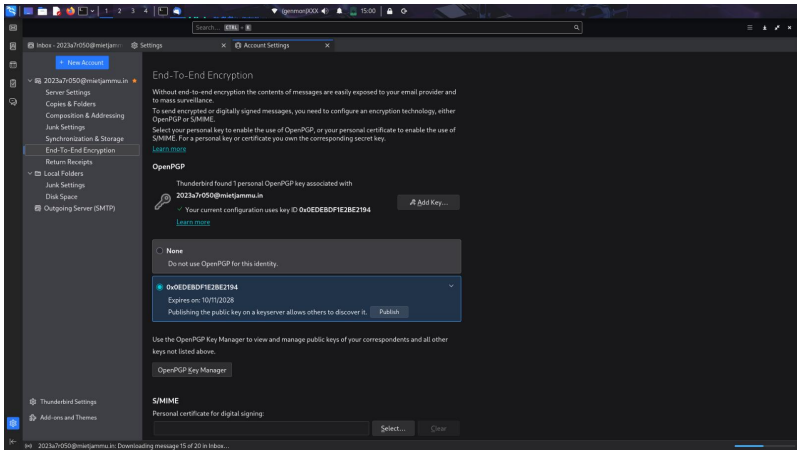 1 2 3 4
(genmon)XXX
15:00
Search... CTRL + K
Inbox - 2023a7r050@mietjamm
Settings
Account Settings
+ New Account
2023a7r050@mietjammu.in
Server Settings
Copies & Folders
Composition & Addressing
Junk Settings
Synchronization & Storage
End-To-End Encryption
Return Receipts
Local Folders
Junk Settings
Disk Space
Outgoing Server (SMTP)
Thunderbird Settings
Add-ons and Themes
End-To-End Encryption
Without end-to-end encryption the contents of messages are easily exposed to your email provider and
to mass surveillance.
To send encrypted or digitally signed messages, you need to configure an encryption technology, either
OpenPGP or S/MIME.
Select your personal key to enable the use of OpenPGP, or your personal certificate to enable the use of
S/MIME. For a personal key or certificate you own the corresponding secret key.
Learn more
OpenPGP
Thunderbird found 1 personal OpenPGP key associated with
2023a7r050@mietjammu.in
Add Key...
✓ Your current configuration uses key ID 0x0EDEBDF1E2BE2194
Learn more
None
Do not use OpenPGP for this identity.
0x0EDEBDF1E2BE2194
Expires on: 10/11/2028
Publishing the public key on a keyserver allows others to discover it. Publish
Use the OpenPGP Key Manager to view and manage public keys of your correspondents and all other
keys not listed above.
OpenPGP Key Manager
S/MIME
Personal certificate for digital signing:
Select... Clear
2023a7r050@mietjammu.in: Downloading message 15 of 20 in Inbox...